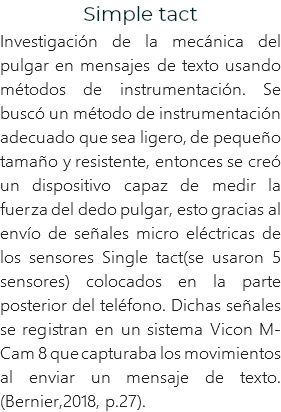 Simple tact
Investigación de la mecánica del
pulgar en mensajes de texto usando
métodos de instrumentación. Se
buscó un método de instrumentación
adecuado que sea ligero, de pequeño
tamaño y resistente, entonces se creó
un dispositivo capaz de medir la
fuerza del dedo pulgar, esto gracias al
envío de señales micro eléctricas de
los sensores Single tact(se usaron 5
sensores) colocados en la parte
posterior del teléfono. Dichas señales
se registran en un sistema Vicon M-
Cam 8 que capturaba los movimientos
al enviar un mensaje de texto.
(Bernier,2018, p.27).